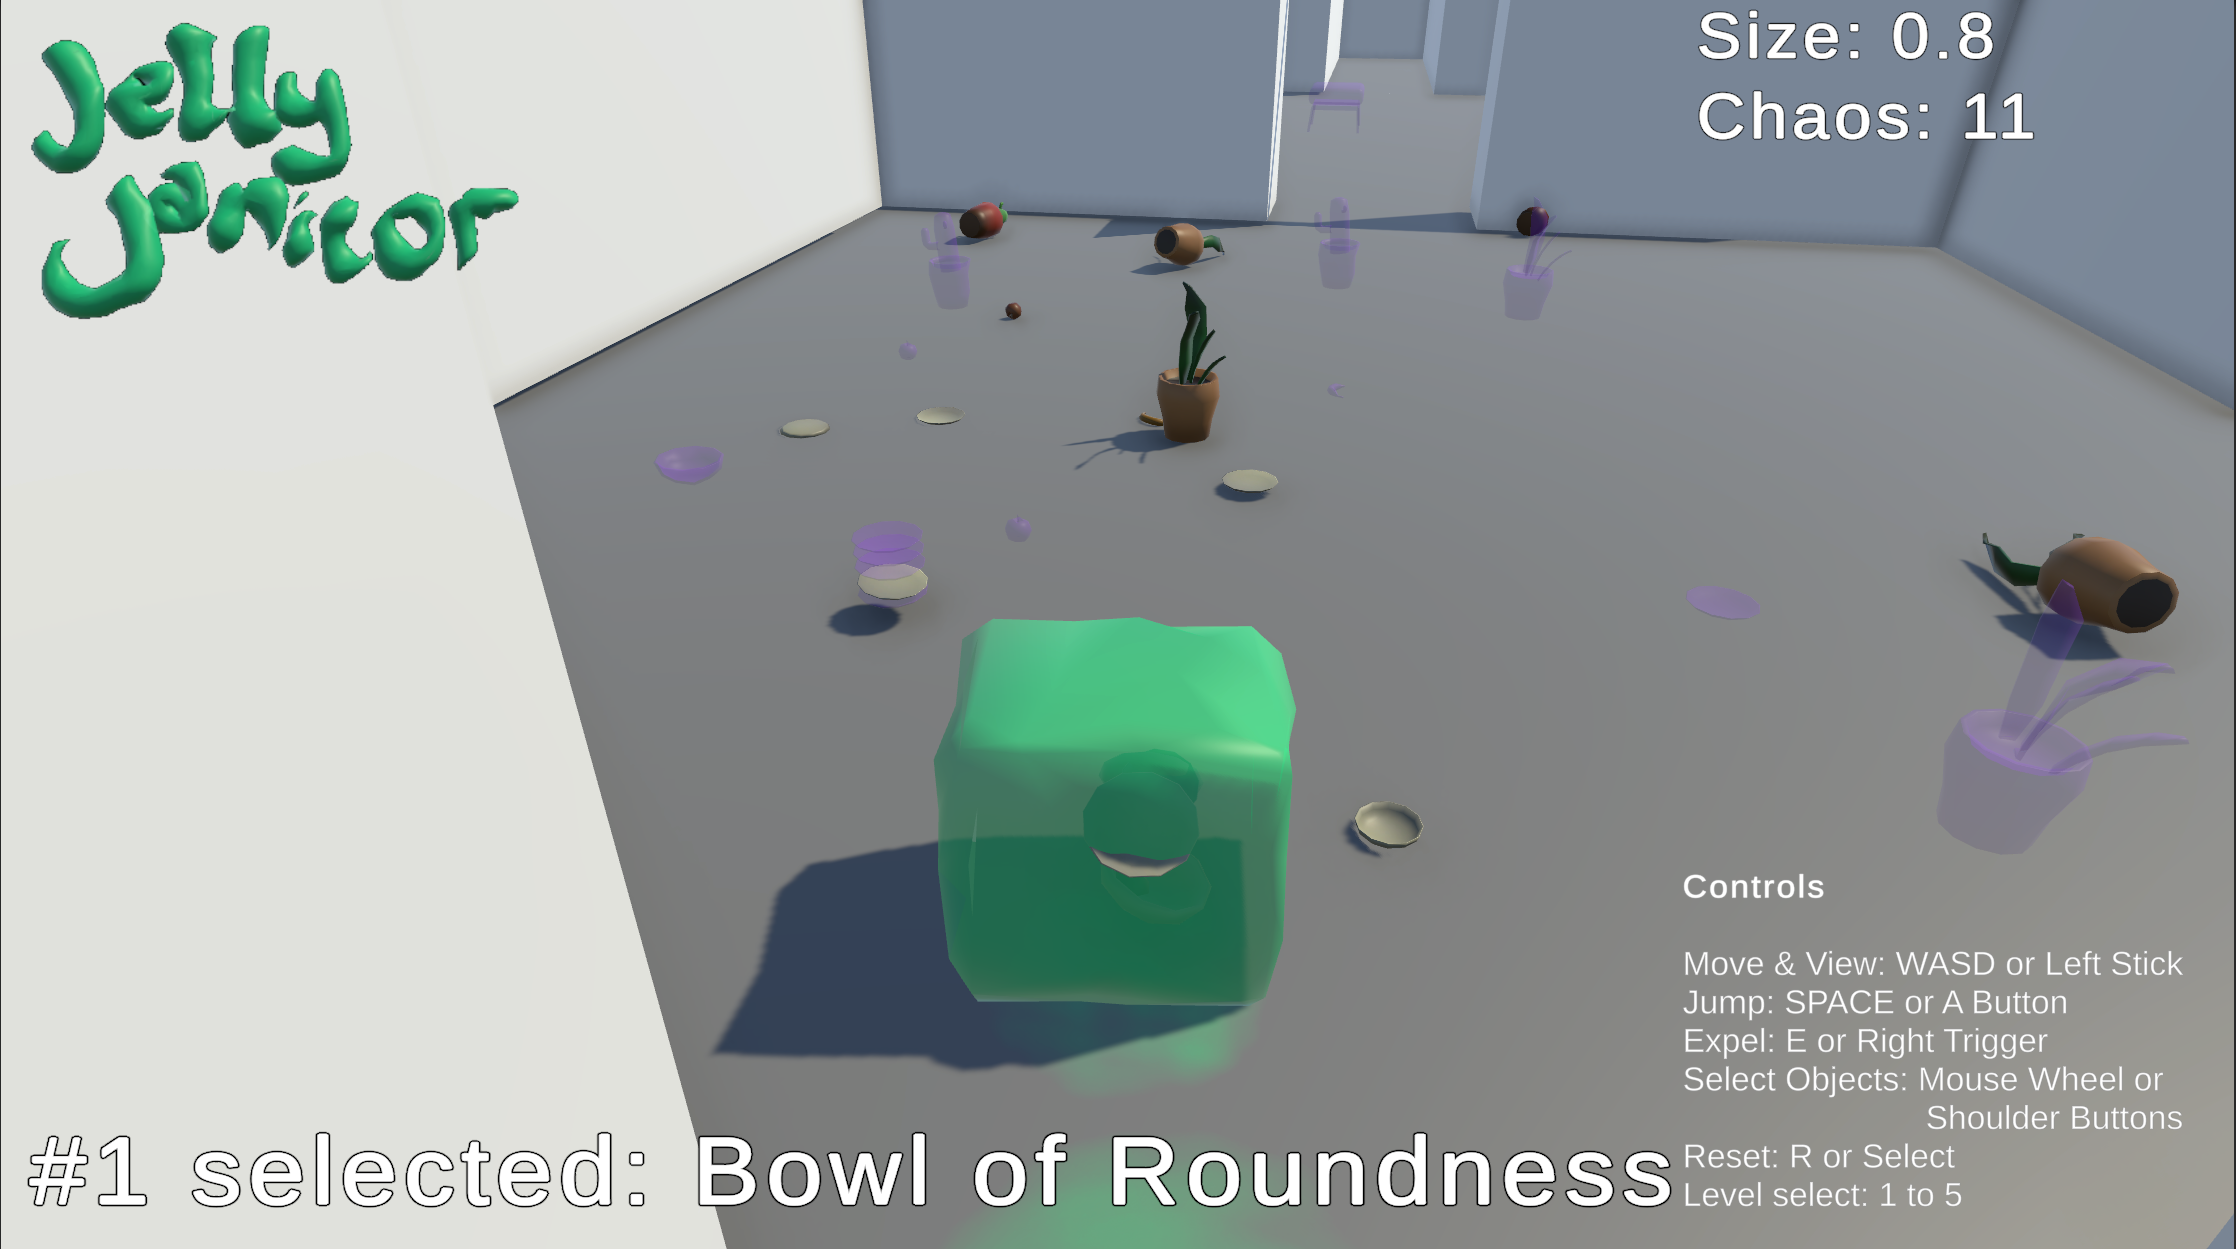 Jelly
Janitor
Size: 0.8
Chaos: 11
Controls
Move & View: WASD or Left Stick
Jump: SPACE or A Button
Expel: E or Right Trigger
Select Objects: Mouse Wheel or
Shoulder Buttons
Reset: R or Select
Level select: 1 to 5
#1 selected: Bowl of Roundness